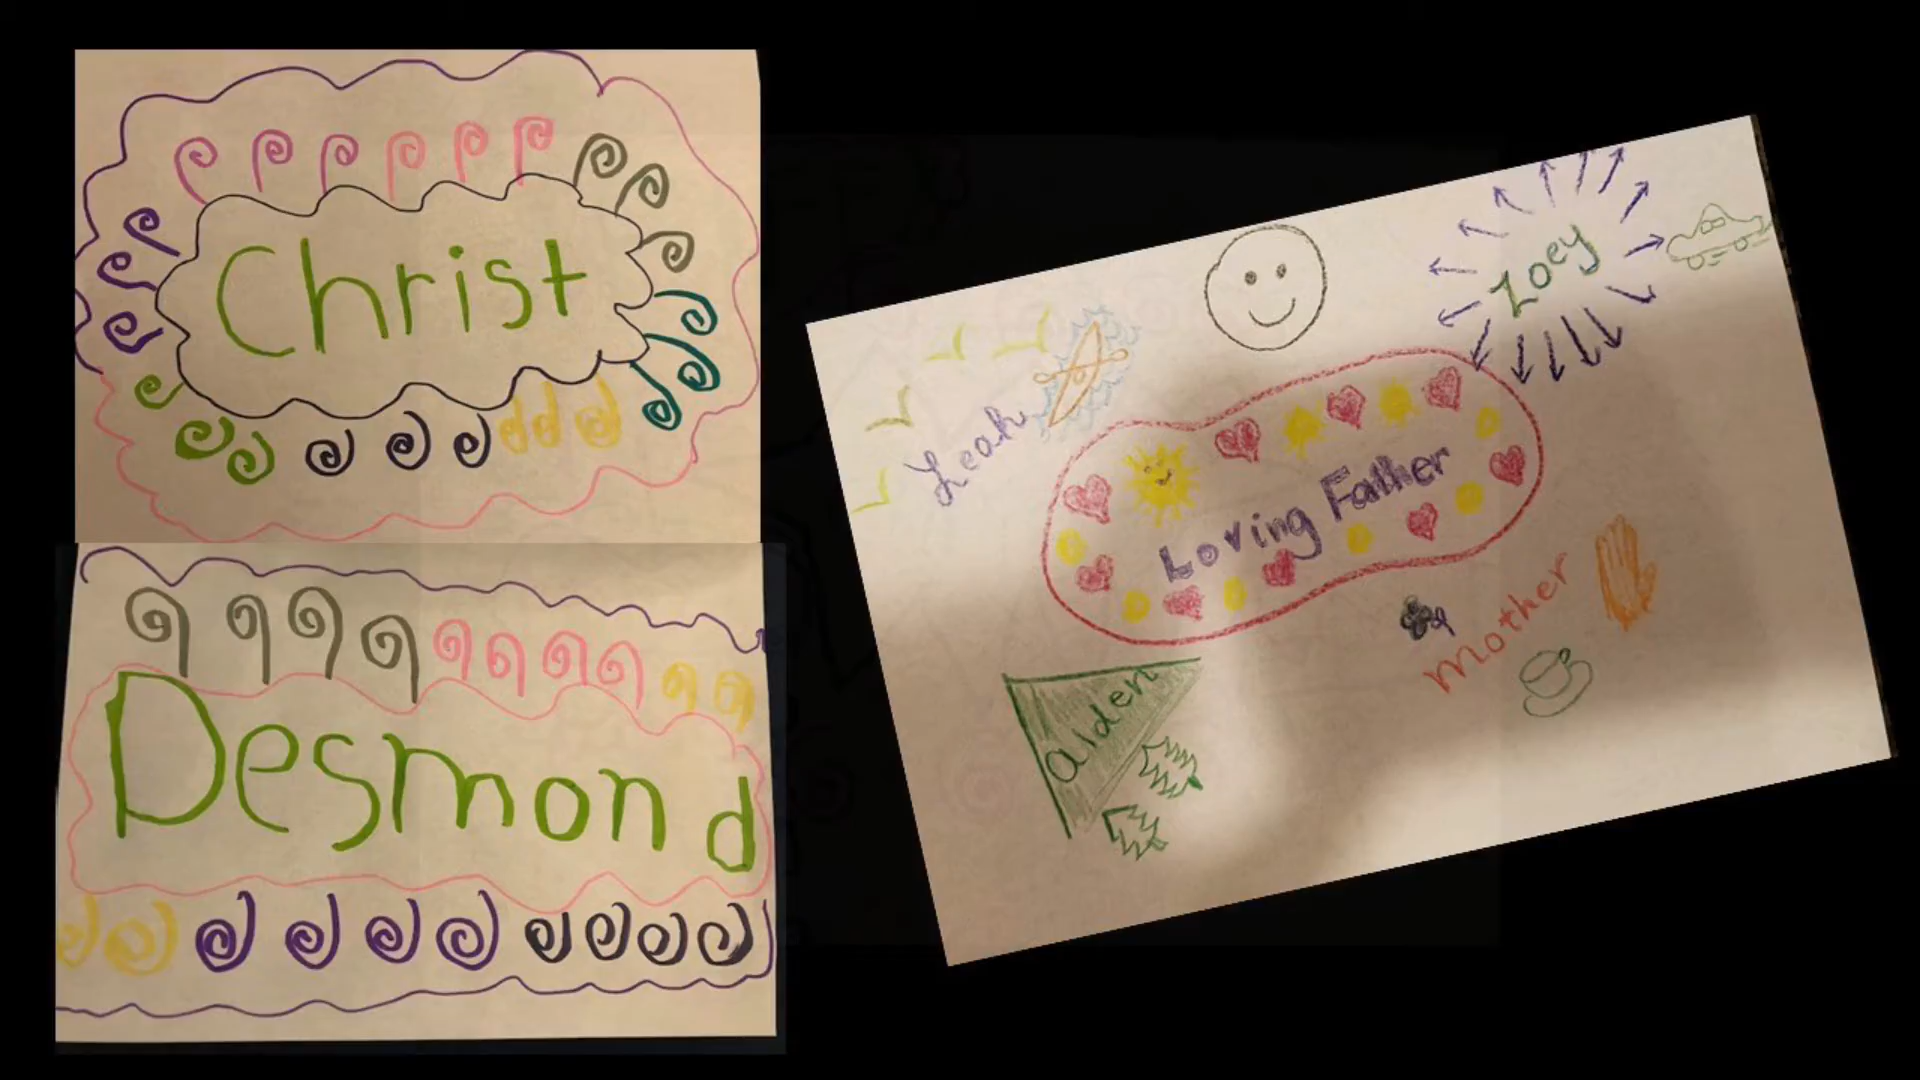 Christ
Desmond
Leah
Zoey
Loving Father
Mother
alden